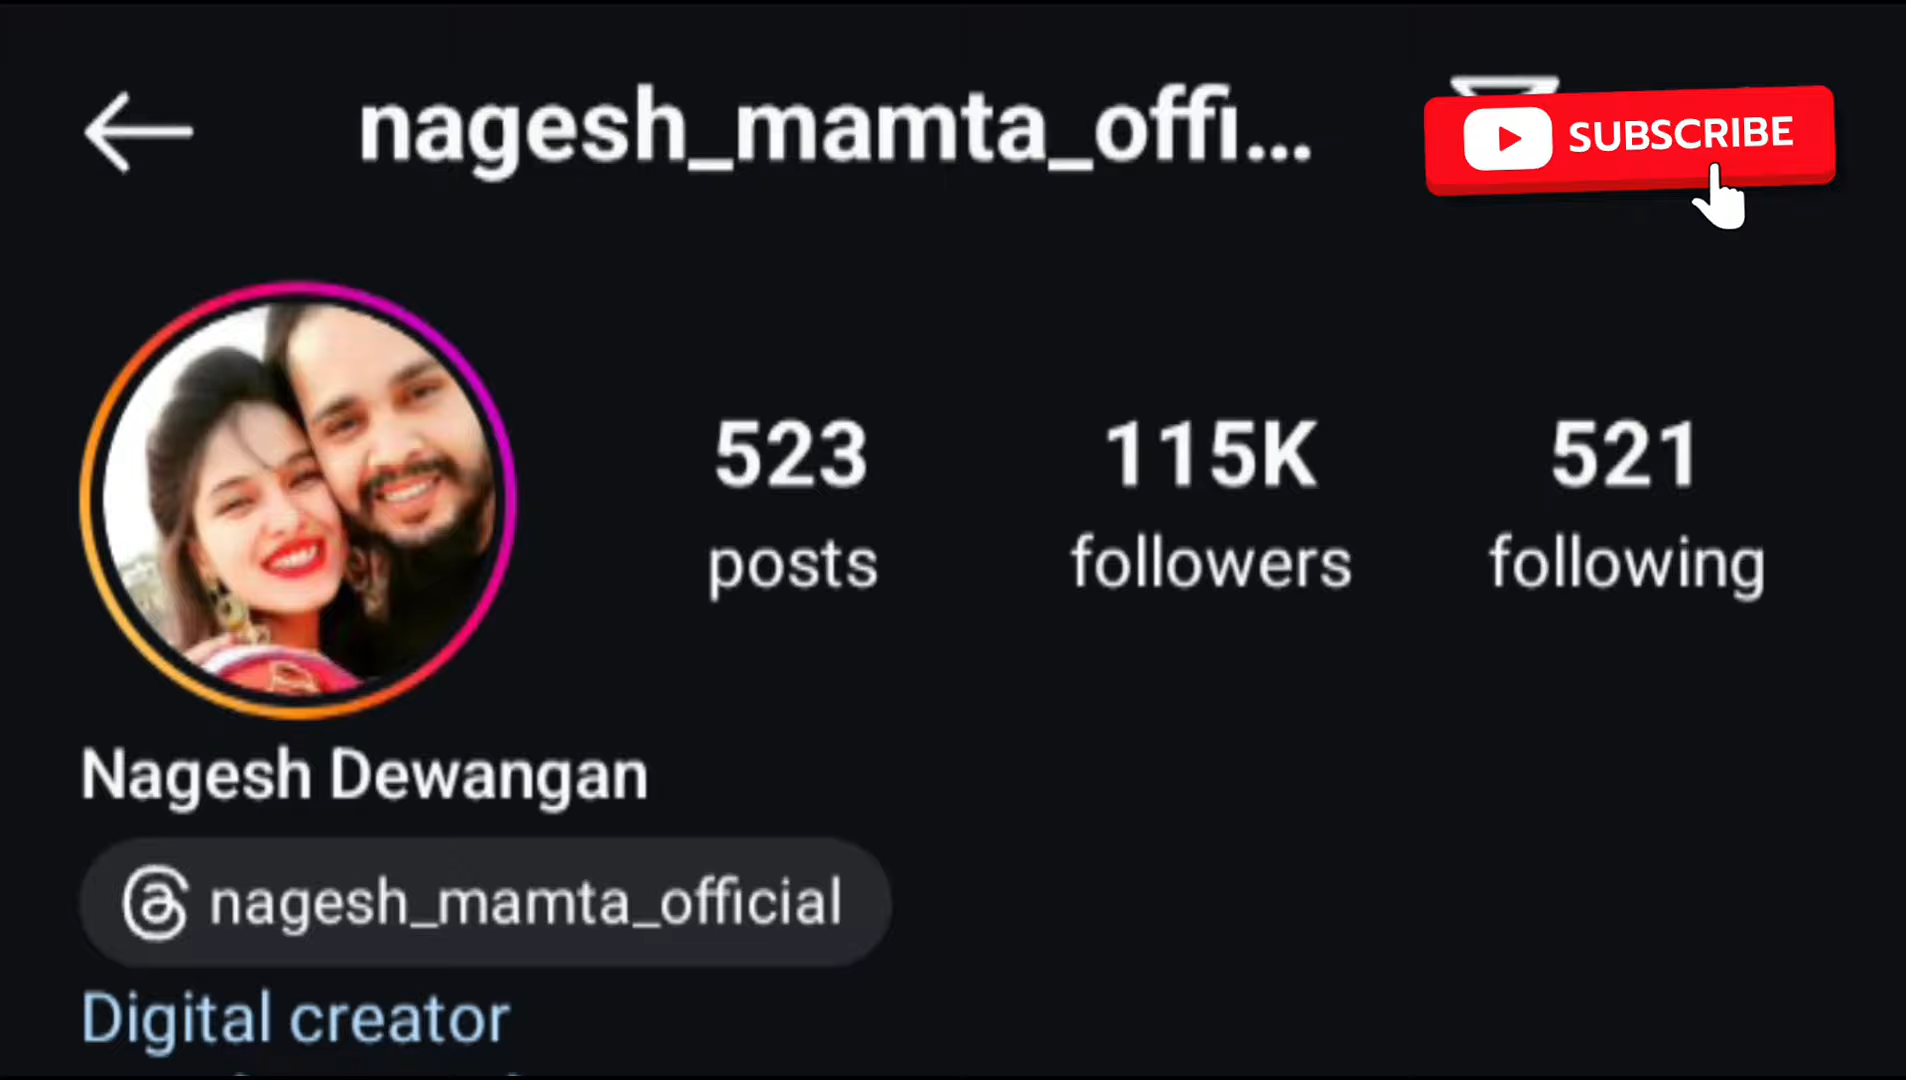 nagesh_mamta_offi...
SUBSCRIBE
523 115K 521
posts followers following
Nagesh Dewangan
nagesh_mamta_official
Digital creator